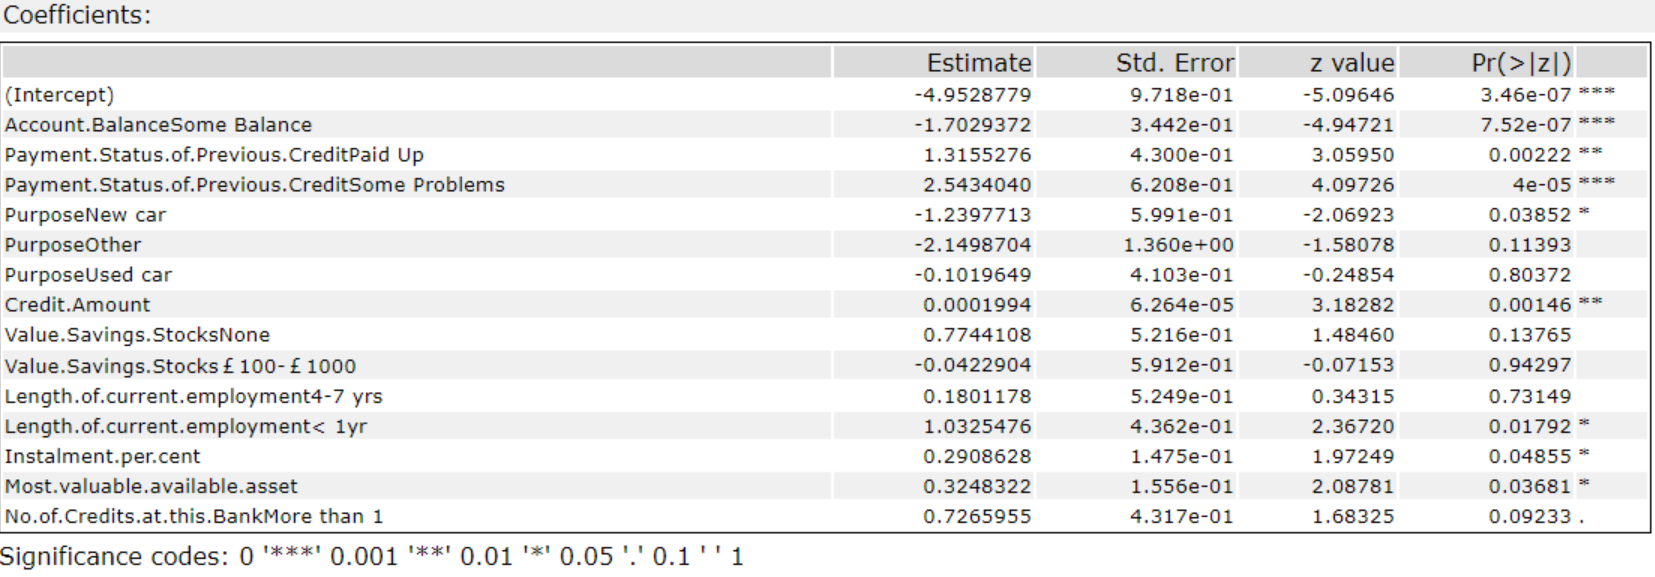 Coefficients:
Estimate Std. Error z value Pr(>|z|)
(Intercept) -4.9528779 9.718e-01 -5.09646 3.46e-07 ***
Account.BalanceSome Balance -1.7029372 3.442e-01 -4.94721 7.52e-07 ***
Payment.Status.of.Previous.CreditPaid Up 1.3155276 4.300e-01 3.05950 0.00222 **
Payment.Status.of.Previous.CreditSome Problems 2.5434040 6.208e-01 4.09726 4e-05 ***
PurposeNew car -1.2397713 5.991e-01 -2.06923 0.03852 *
PurposeOther -2.1498704 1.360e+00 -1.58078 0.11393
PurposeUsed car -0.1019649 4.103e-01 -0.24854 0.80372
Credit.Amount 0.0001994 6.264e-05 3.18282 0.00146 **
Value.Savings.StocksNone 0.7744108 5.216e-01 1.48460 0.13765
Value.Savings.Stocks£100-£1000 -0.0422904 5.912e-01 -0.07153 0.94297
Length.of.current.employment4-7 yrs 0.1801178 5.249e-01 0.34315 0.73149
Length.of.current.employment< 1yr 1.0325476 4.362e-01 2.36720 0.01792 *
Instalment.per.cent 0.2908628 1.475e-01 1.97249 0.04855 *
Most.valuable.available.asset 0.3248322 1.556e-01 2.08781 0.03681 *
No.of.Credits.at.this.BankMore than 1 0.7265955 4.317e-01 1.68325 0.09233 .
Significance codes: 0 '***' 0.001 '**' 0.01 '*' 0.05 '.' 0.1 ' ' 1